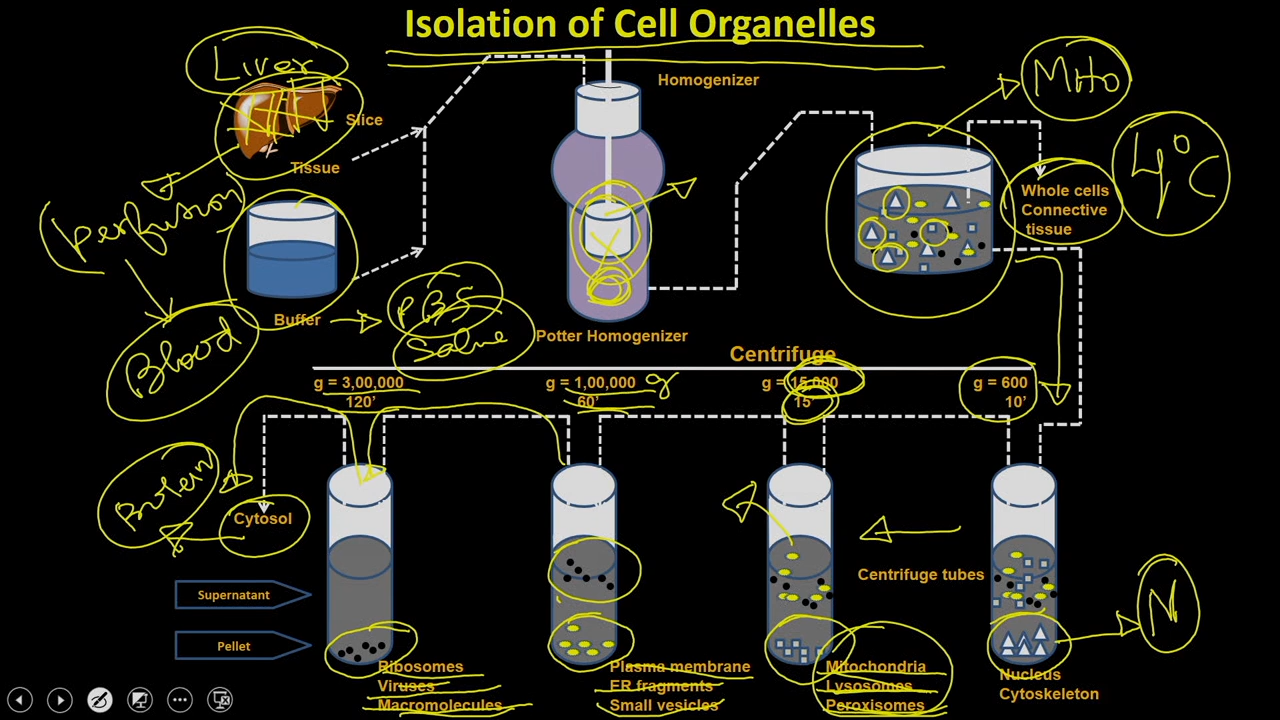 Isolation of Cell Organelles
Liver
Slice
Tissue
Homogenizer
Mito
4°C
Whole cells
Connective
tissue
perfusion
Buffer
PBS
Saline
Potter Homogenizer
Blood
Centrifuge
g = 3,00,000
120’
g = 1,00,000 g
60’
g = 15,000
15’
g = 600
10’
Protein
Cytosol
Centrifuge tubes
Supernatant
N
Pellet
Ribosomes
Viruses
Macromolecules
Plasma membrane
ER fragments
Small vesicles
Mitochondria
Lysosomes
Peroxisomes
Nucleus
Cytoskeleton